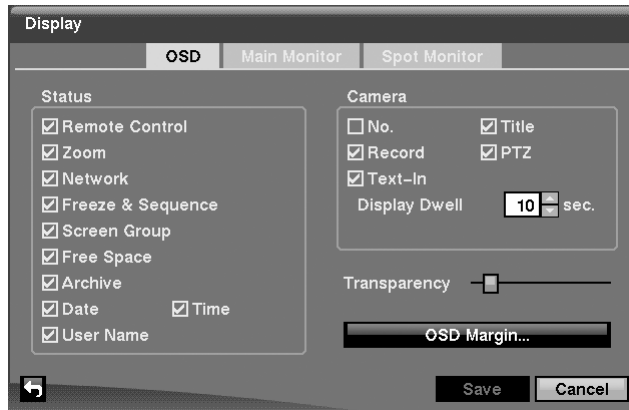 Display
OSD Main Monitor Spot Monitor
Status
Remote Control
Zoom
Network
Freeze & Sequence
Screen Group
Free Space
Archive
Date Time
User Name
Camera
No. Title
Record PTZ
Text-In
Display Dwell 10 sec.
Transparency
OSD Margin...
Save Cancel